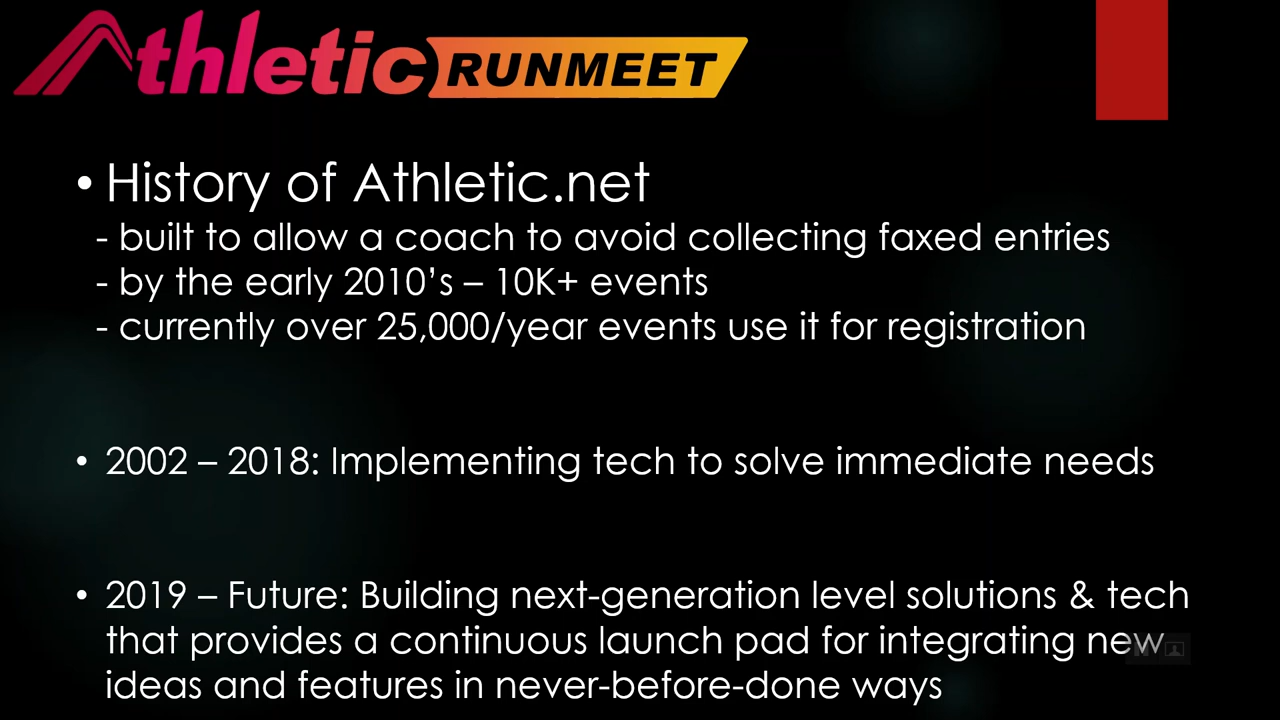 Athletic RUNMEET
• History of Athletic.net
- built to allow a coach to avoid collecting faxed entries
- by the early 2010’s – 10K+ events
- currently over 25,000/year events use it for registration
• 2002 – 2018: Implementing tech to solve immediate needs
• 2019 – Future: Building next-generation level solutions & tech
that provides a continuous launch pad for integrating new
ideas and features in never-before-done ways